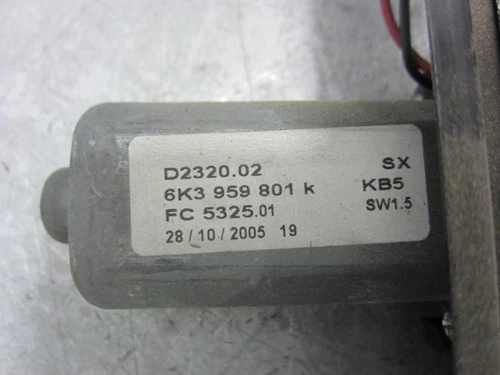 D2320.02 SX
6K3 959 801 k KB5
FC 5325.01 SW1.5
28/10/2005 19